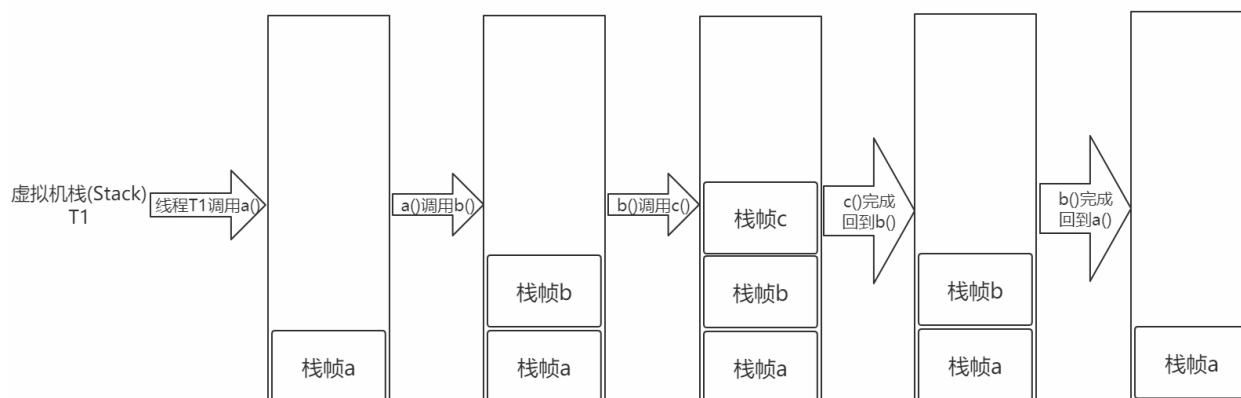 虚拟机栈(Stack)
T1
线程T1调用a()
栈帧a
a()调用b()
栈帧b
栈帧a
b()调用c()
栈帧c
栈帧b
栈帧a
c()完成
回到b()
栈帧b
栈帧a
b()完成
回到a()
栈帧a